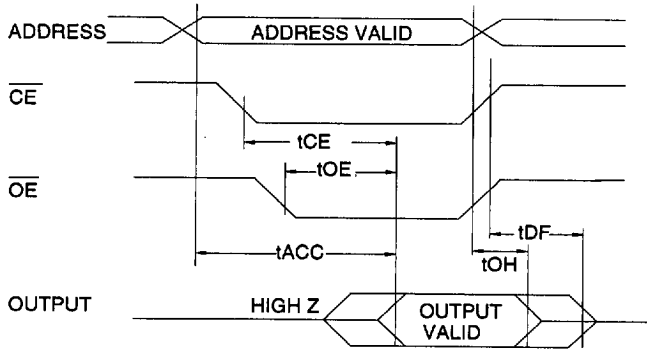 ADDRESS
ADDRESS VALID
CE
tCE
tOE
OE
tDF
tACC
tOH
OUTPUT
HIGH Z
OUTPUT
VALID